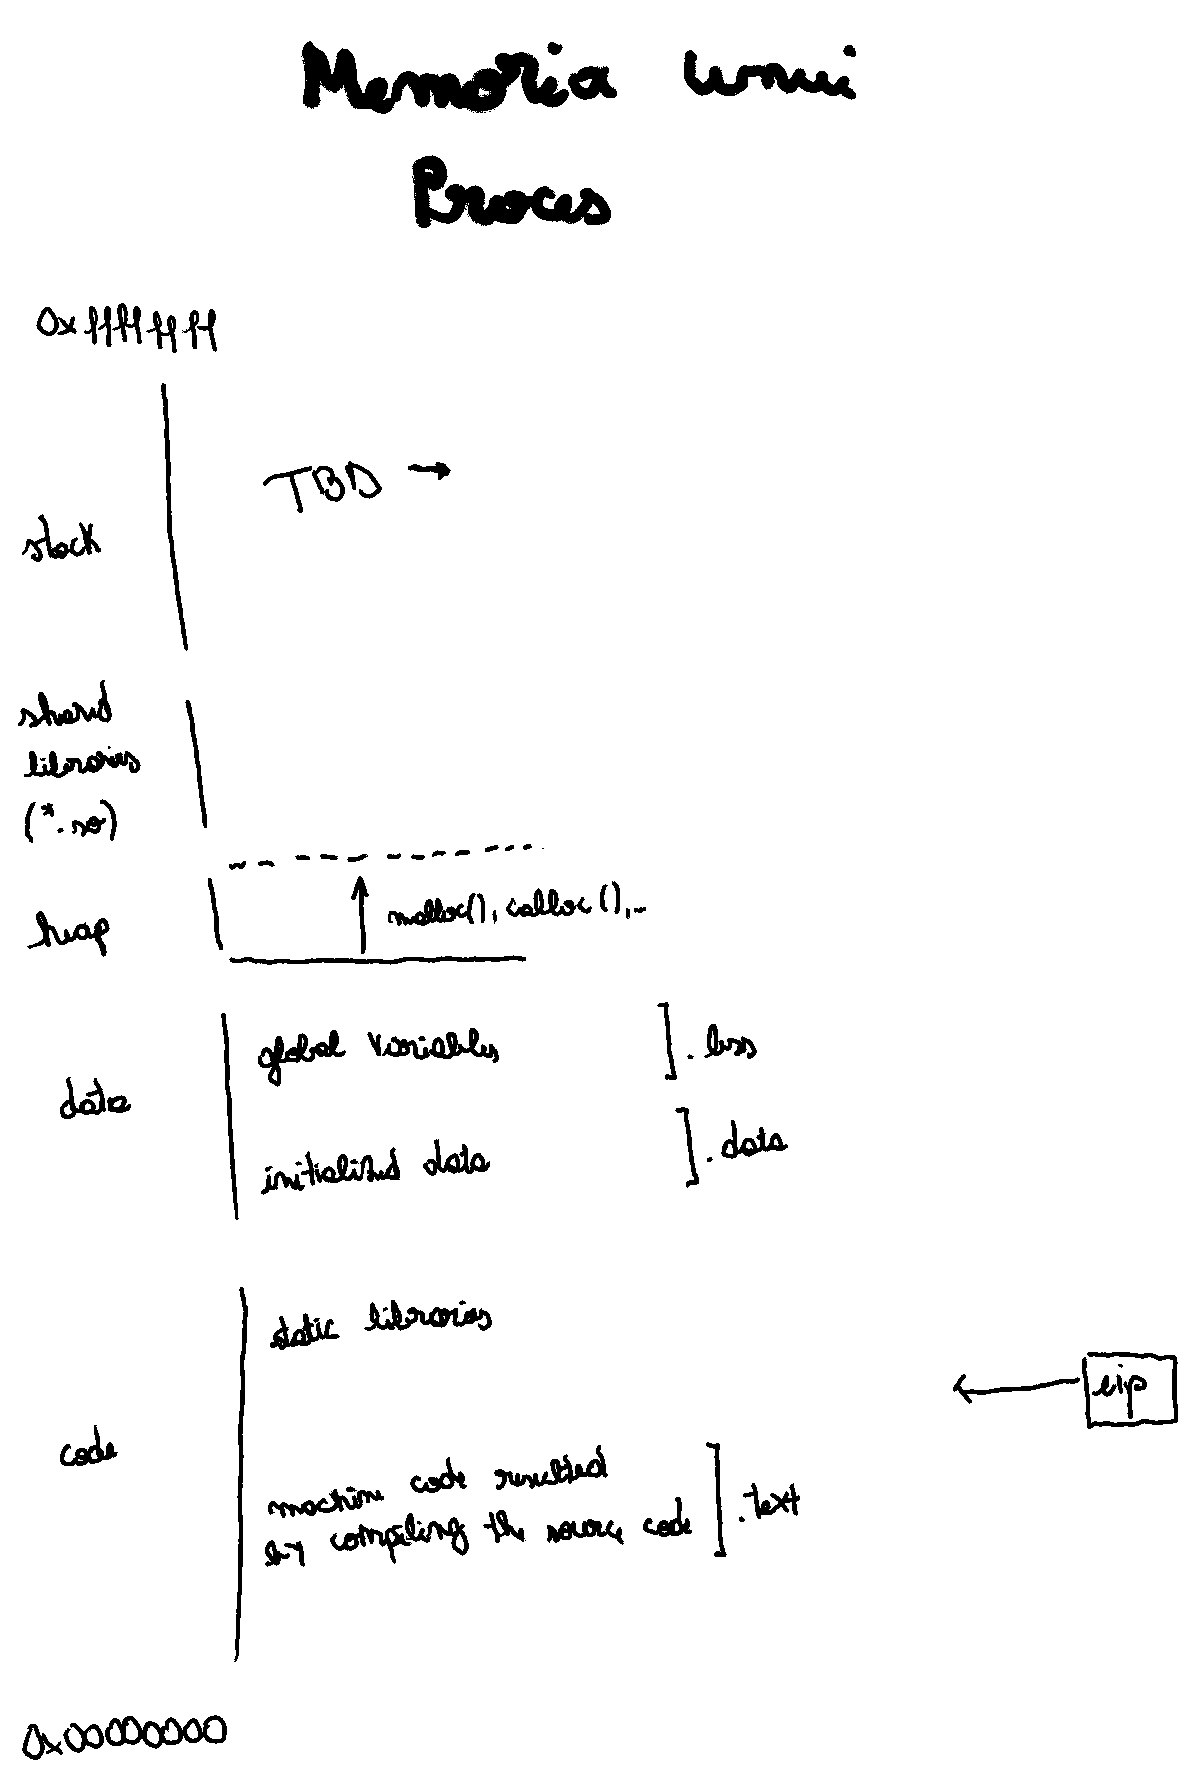 Memoria unui
Proces
0xffffffff
TBD →
stack
shared
libraries
(*.so)
malloc(), calloc(),...
heap
global variables ] .bss
data
initialized data ] .data
static libraries
eip
code
machine code resulted
by compiling the source code ] .text
0x00000000